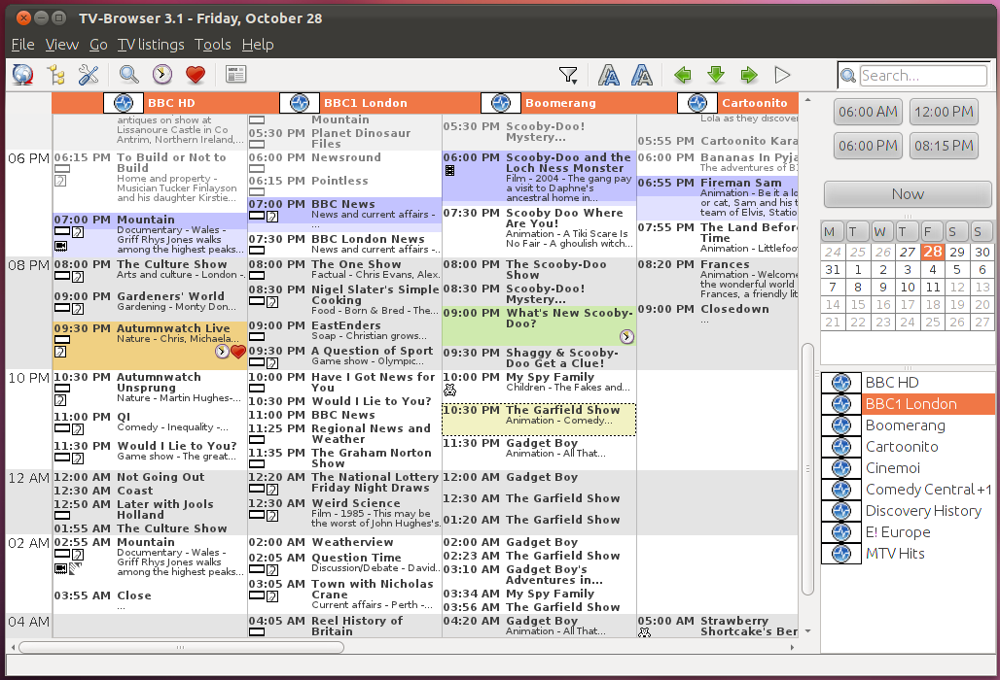 TV-Browser 3.1 - Friday, October 28
File View Go TV listings Tools Help
Search...
BBC HD
BBC1 London
Boomerang
Cartoonito
06 PM
08 PM
10 PM
12 AM
02 AM
04 AM
antiques on show at
Lissanoure Castle in Co
Antrim, Northern Ireland,...
06:15 PM To Build or Not to
Build
Home and property -
Musician Tucker Finlayson
and his daughter Kirstie...
07:00 PM Mountain
Documentary - Wales -
Griff Rhys Jones walks
among the highest peaks...
08:00 PM The Culture Show
Arts and culture - London -...
09:00 PM Gardeners' World
Gardening - Monty Don...
09:30 PM Autumnwatch Live
Nature - Chris, Michaela...
10:30 PM Autumnwatch
Unsprung
Nature - Martin Hughes-...
11:00 PM QI
Comedy - Inequality -...
11:30 PM Would I Lie to You?
Game show - The great...
12:00 AM Not Going Out
12:30 AM Coast
12:50 AM Later with Jools
Holland
01:55 AM The Culture Show
02:55 AM Mountain
Documentary - Wales -
Griff Rhys Jones walks
among the highest peaks...
03:55 AM Close
...
Mountain
05:30 PM Planet Dinosaur
Files
06:00 PM Newsround
06:15 PM Pointless
07:00 PM BBC News
News and current affairs -
...
07:30 PM BBC London News
News and current affairs -...
08:00 PM The One Show
Factual - Chris Evans, Alex...
08:30 PM Nigel Slater's Simple
Cooking
Food - Born & Bred - The...
09:00 PM EastEnders
Soap - Christian grows...
09:30 PM A Question of Sport
Game show - Olympic...
10:00 PM Have I Got News for
You
10:30 PM Would I Lie to You?
11:00 PM BBC News
11:25 PM Regional News and
Weather
11:35 PM The Graham Norton
Show
12:20 AM The National Lottery
Friday Night Draws
12:30 AM Weird Science
Film - 1985 - This may be
the worst of John Hughes's...
02:00 AM Weatherview
02:05 AM Question Time
Discussion/Debate - David...
03:05 AM Town with Nicholas
Crane
Current affairs - Perth -...
04:05 AM Reel History of
Britain
05:30 PM Scooby-Doo!
Mystery...
06:00 PM Scooby-Doo and the
Loch Ness Monster
Film - 2004 - The gang pay
a visit to Daphne's
ancestral home in...
07:30 PM Scooby Doo Where
Are You!
Animation - A Tiki Scare Is
No Fair - A ghoulish witch...
08:00 PM The Scooby-Doo
Show
08:30 PM Scooby-Doo!
Mystery...
09:00 PM What's New Scooby-
Doo?
09:30 PM Shaggy & Scooby-
Doo Get a Clue!
10:00 PM My Spy Family
Children - The Fakes and...
10:30 PM The Garfield Show
Animation - Comedy...
11:30 PM Gadget Boy
Animation - All That...
12:00 AM Gadget Boy
12:30 AM The Garfield Show
01:20 AM The Garfield Show
02:00 AM Gadget Boy
02:23 AM The Garfield Show
03:10 AM Gadget Boy's
Adventures in...
03:34 AM My Spy Family
03:56 AM The Garfield Show
04:20 AM Gadget Boy
Animation - All That...
Lola as they discover
05:55 PM Cartoonito Kara
06:00 PM Bananas In Pyja
The adventures of B
06:55 PM Fireman Sam
Animation - Be it a lo
or cat, Sam and his t
team of Elvis, Statio
07:55 PM The Land Before
Time
Animation - Littlefoot
08:20 PM Frances
Animation - Welcome
the wonderful world
Frances, a friendly lit
09:00 PM Closedown
...
05:00 AM Strawberry
Shortcake's Ber
06:00 AM 12:00 PM
06:00 PM 08:15 PM
Now
M T W T F S S
24 25 26 27 28 29 30
31 1 2 3 4 5 6
7 8 9 10 11 12 13
14 15 16 17 18 19 20
21 22 23 24 25 26 27
BBC HD
BBC1 London
Boomerang
Cartoonito
Cinemoi
Comedy Central +1
Discovery History
E! Europe
MTV Hits